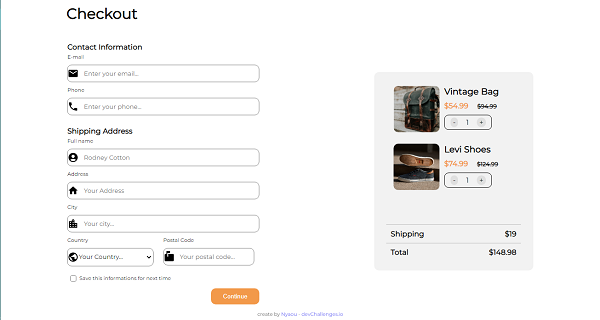 Checkout
Contact Information
E-mail
Enter your email...
Phone
Enter your phone...
Shipping Address
Full name
Rodney Cotton
Address
Your Address
City
Your city...
Country
Postal Code
Your Country...
Your postal code...
Save this informations for next time
Continue
Vintage Bag
$54.99 $94.99
- 1 +
Levi Shoes
$74.99 $124.99
- 1 +
Shipping $19
Total $148.98
create by Nyaou - devChallenges.io